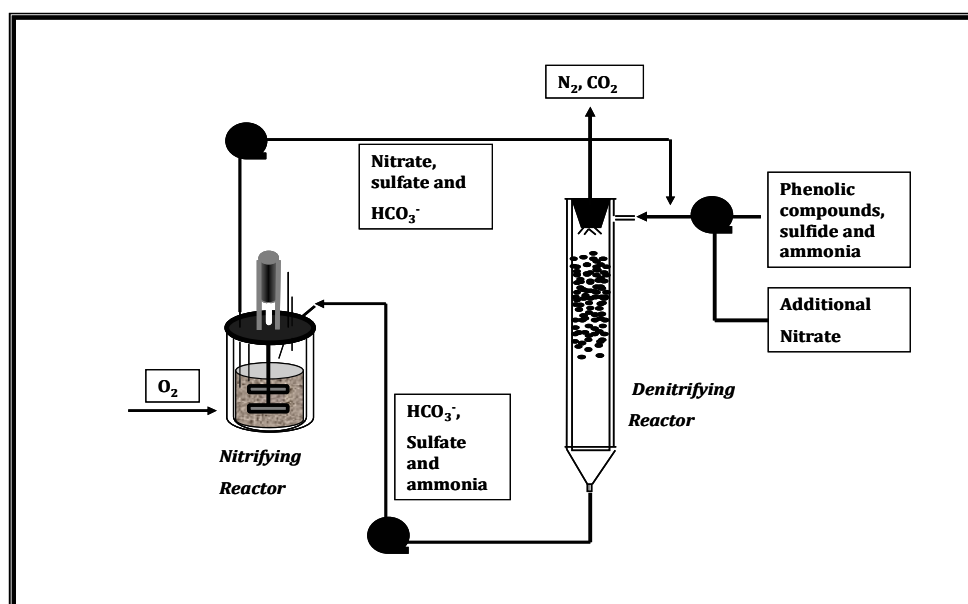 N2, CO2
Nitrate,
sulfate and
HCO3-
Phenolic
compounds,
sulfide and
ammonia
Additional
Nitrate
O2
Denitrifying
Reactor
HCO3-,
Sulfate
and
ammonia
Nitrifying
Reactor